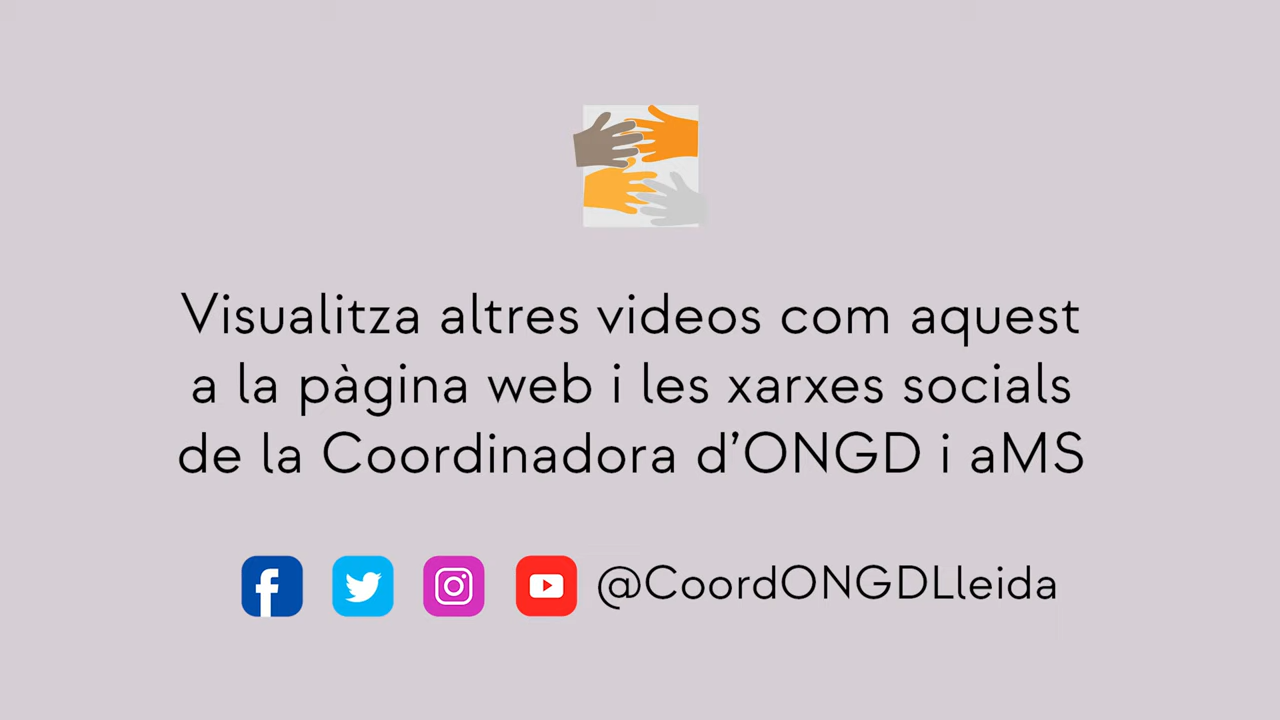 Visualitza altres videos com aquest
a la pàgina web i les xarxes socials
de la Coordinadora d'ONGD i aMS
@CoordONGDLleida